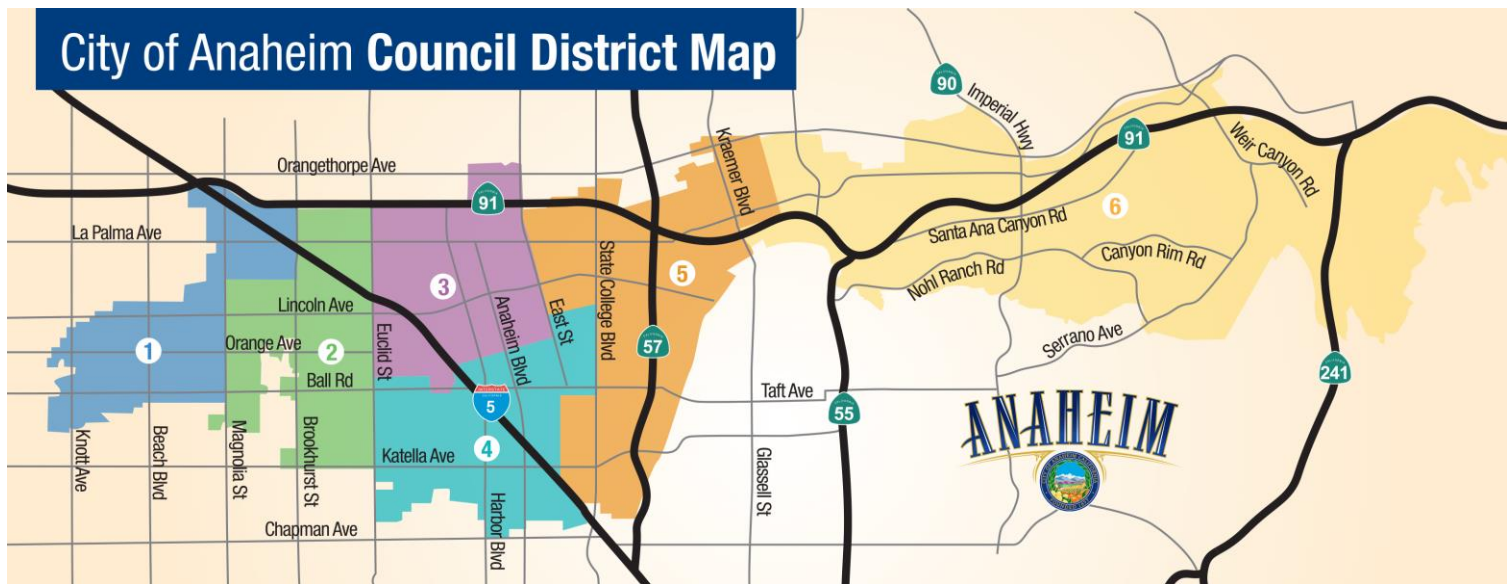 City of Anaheim Council District Map
90
Imperial Hwy
91
Weir Canyon Rd
Kraemer Blvd
Orangethorpe Ave
91
La Palma Ave
Santa Ana Canyon Rd
6
State College Blvd
5
Canyon Rim Rd
Nohl Ranch Rd
3
Lincoln Ave
Anaheim Blvd
East St
Euclid St
Orange Ave
1
2
57
Serrano Ave
241
Ball Rd
5
Taft Ave
55
ANAHEIM
Knott Ave
Beach Blvd
Magnolia St
Brookhurst St
Katella Ave
4
Glassell St
Harbor Blvd
Chapman Ave